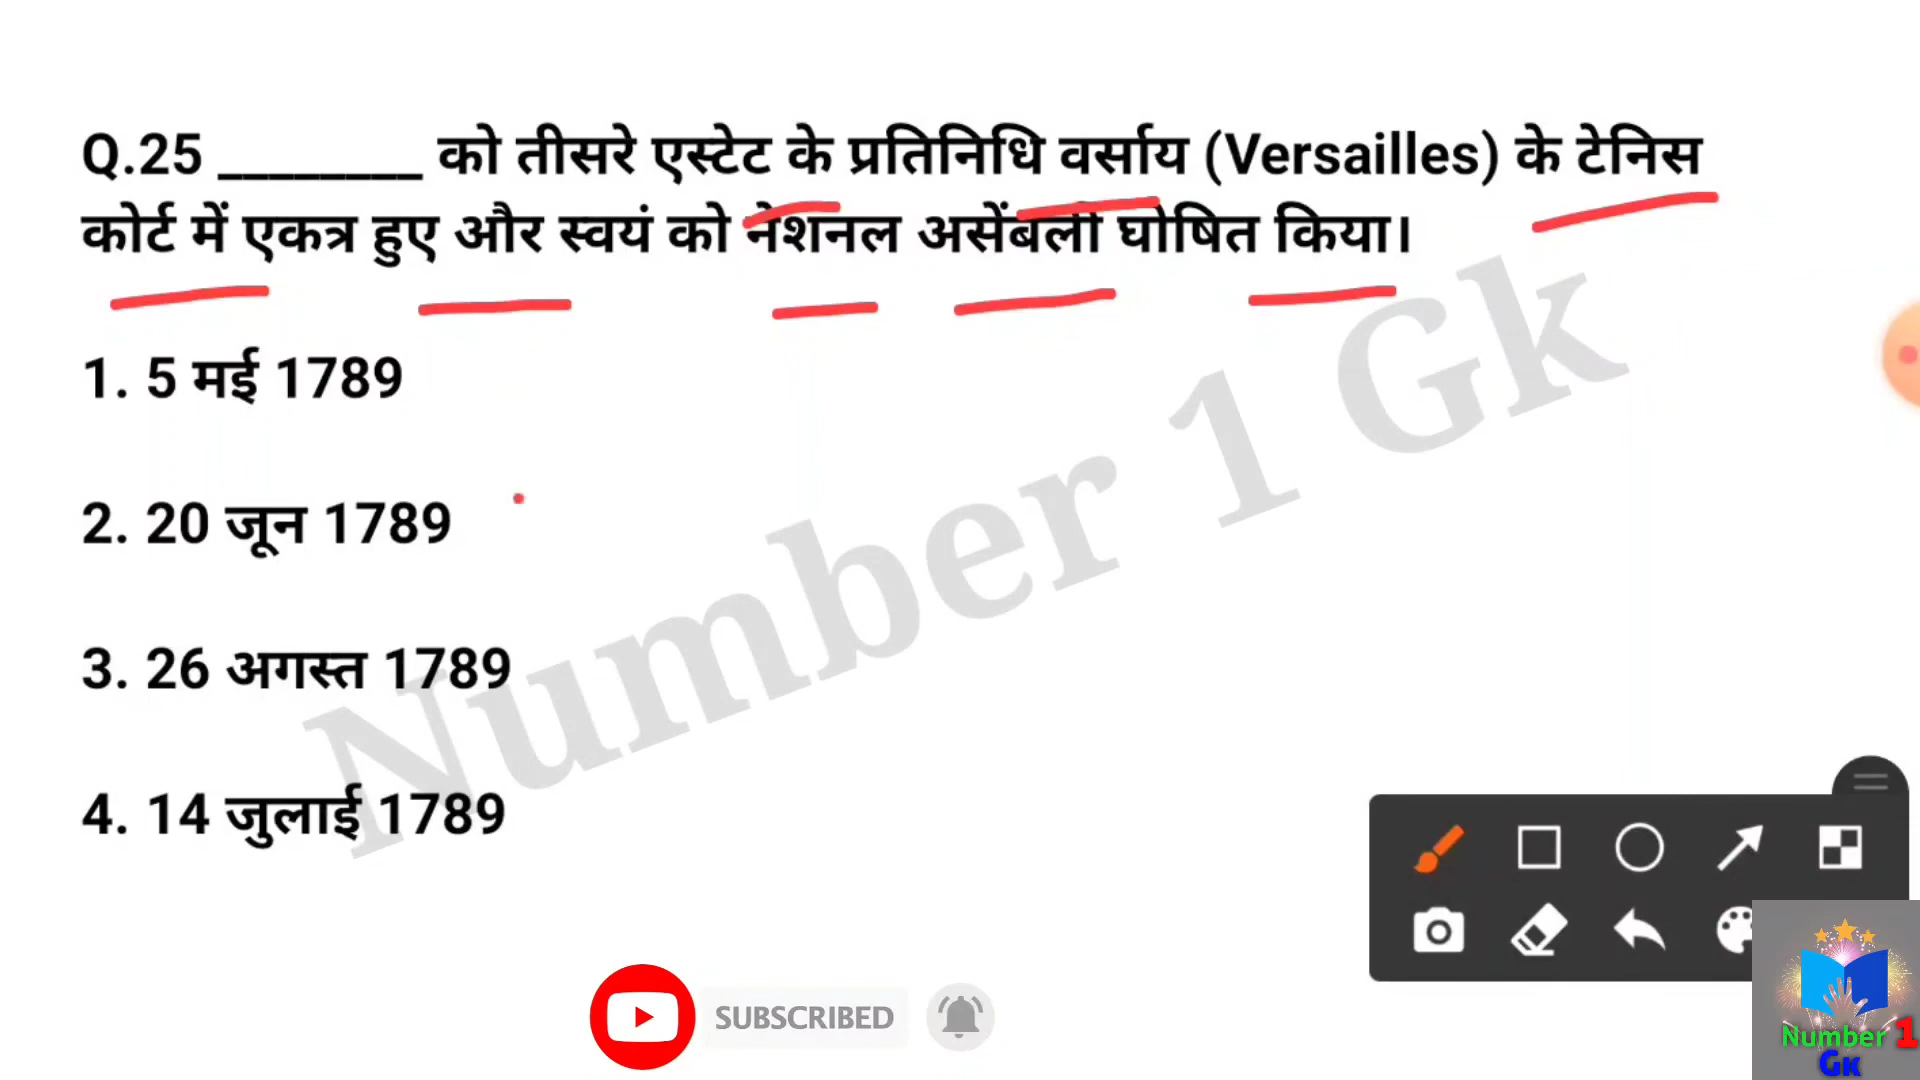 Q.25 ________ को तीसरे एस्टेट के प्रतिनिधि वर्साय (Versailles) के टेनिस
कोर्ट में एकत्र हुए और स्वयं को नेशनल असेंबली घोषित किया।
1. 5 मई 1789
2. 20 जून 1789
3. 26 अगस्त 1789
4. 14 जुलाई 1789
Number 1 Gk
SUBSCRIBED
Number 1
GK